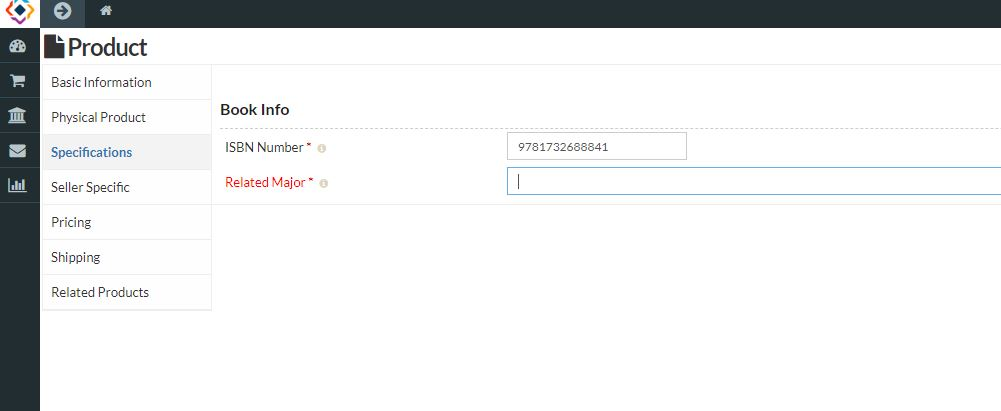 Product
Basic Information
Physical Product
Specifications
Seller Specific
Pricing
Shipping
Related Products
Book Info
ISBN Number *
9781732688841
Related Major *